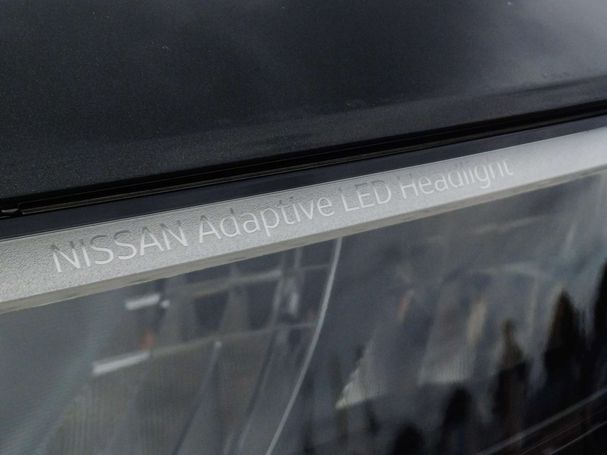 NISSAN Adaptive LED Headlight